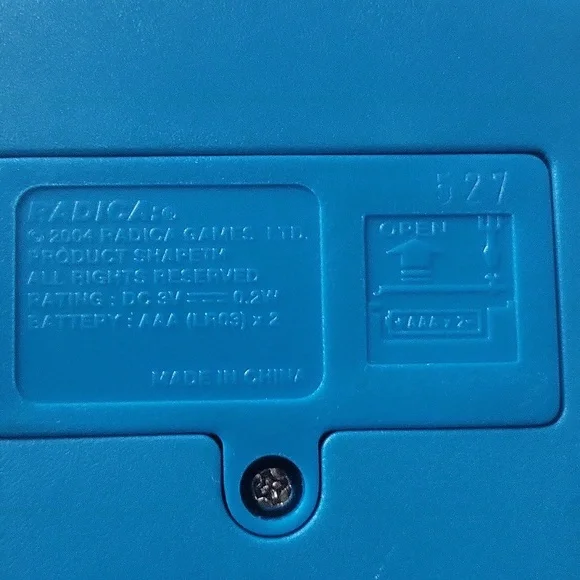 RADICA:®
© 2004 RADICA GAMES LTD.
PRODUCT SHAPETM
ALL RIGHTS RESERVED
RATING : DC 3V⎓0.2W
BATTERY : AAA (LR03) x 2
MADE IN CHINA
527
OPEN
AAA x 2